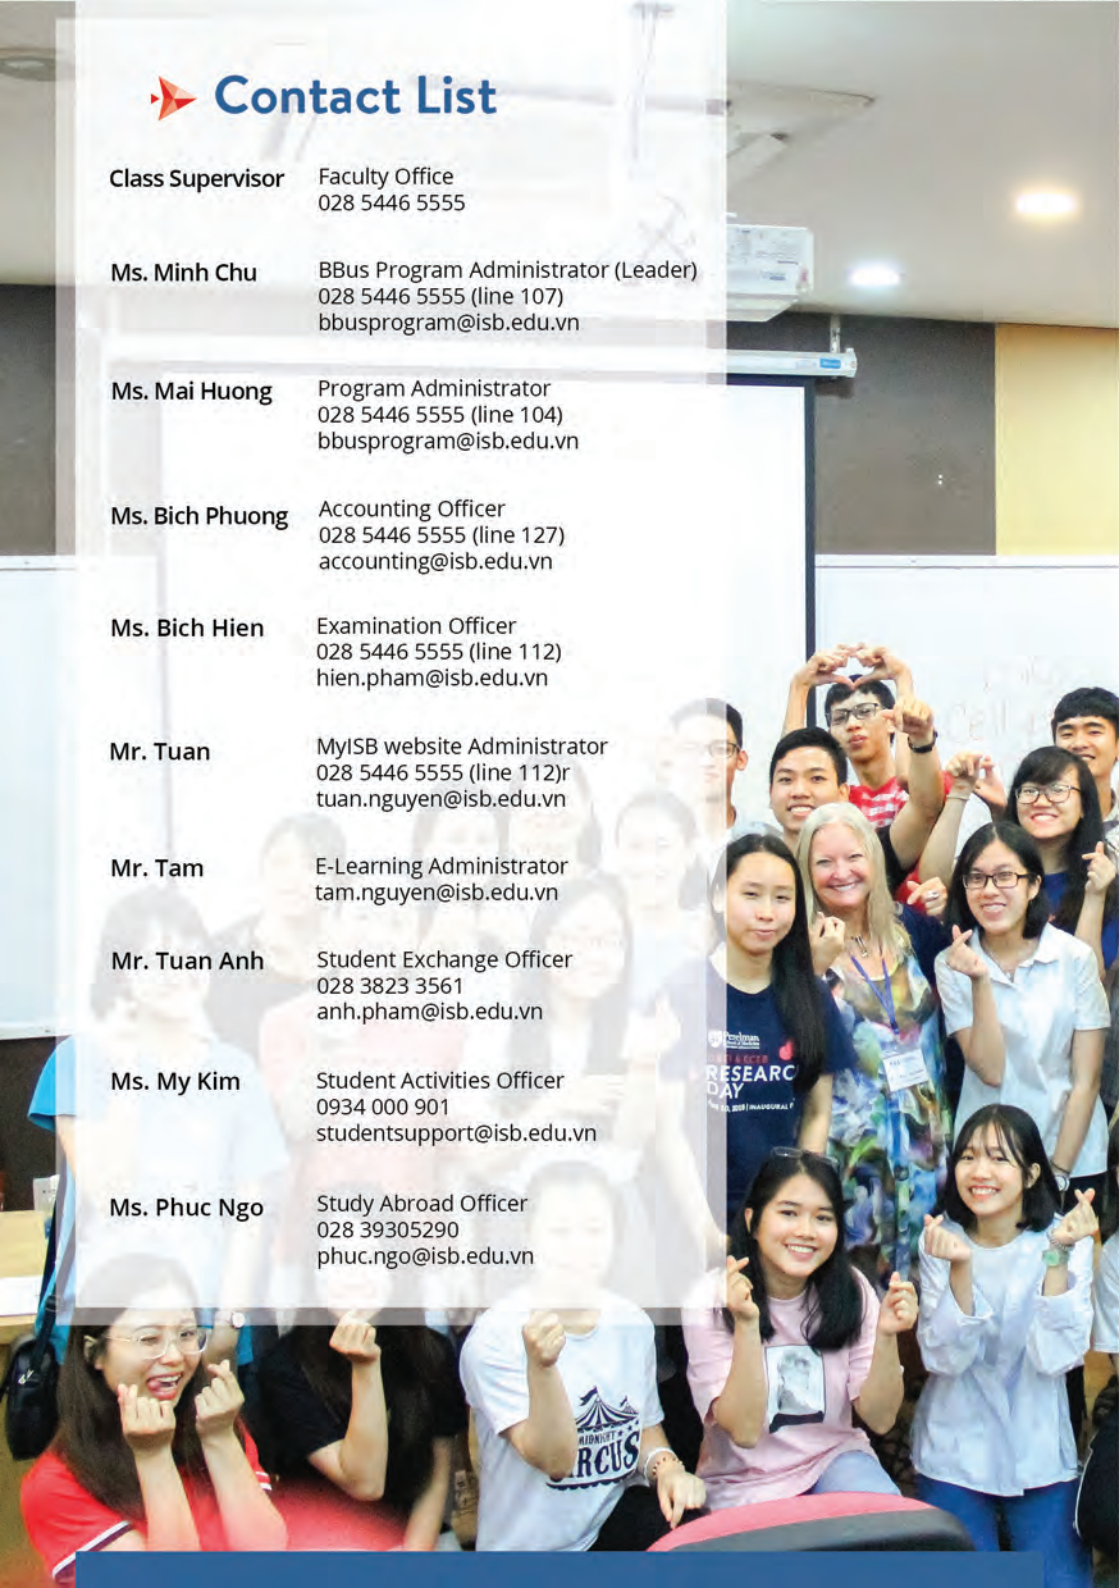 Contact List
Class Supervisor
Faculty Office
028 5446 5555
Ms. Minh Chu
BBus Program Administrator (Leader)
028 5446 5555 (line 107)
bbusprogram@isb.edu.vn
Ms. Mai Huong
Program Administrator
028 5446 5555 (line 104)
bbusprogram@isb.edu.vn
Ms. Bich Phuong
Accounting Officer
028 5446 5555 (line 127)
accounting@isb.edu.vn
Ms. Bich Hien
Examination Officer
028 5446 5555 (line 112)
hien.pham@isb.edu.vn
Mr. Tuan
MyISB website Administrator
028 5446 5555 (line 112)r
tuan.nguyen@isb.edu.vn
Mr. Tam
E-Learning Administrator
tam.nguyen@isb.edu.vn
Mr. Tuan Anh
Student Exchange Officer
028 3823 3561
anh.pham@isb.edu.vn
Ms. My Kim
Student Activities Officer
0934 000 901
studentsupport@isb.edu.vn
Ms. Phuc Ngo
Study Abroad Officer
028 39305290
phuc.ngo@isb.edu.vn
Perelman
RESEARC
DAY
INAUGURAL
MIDNIGHT
CIRCUS